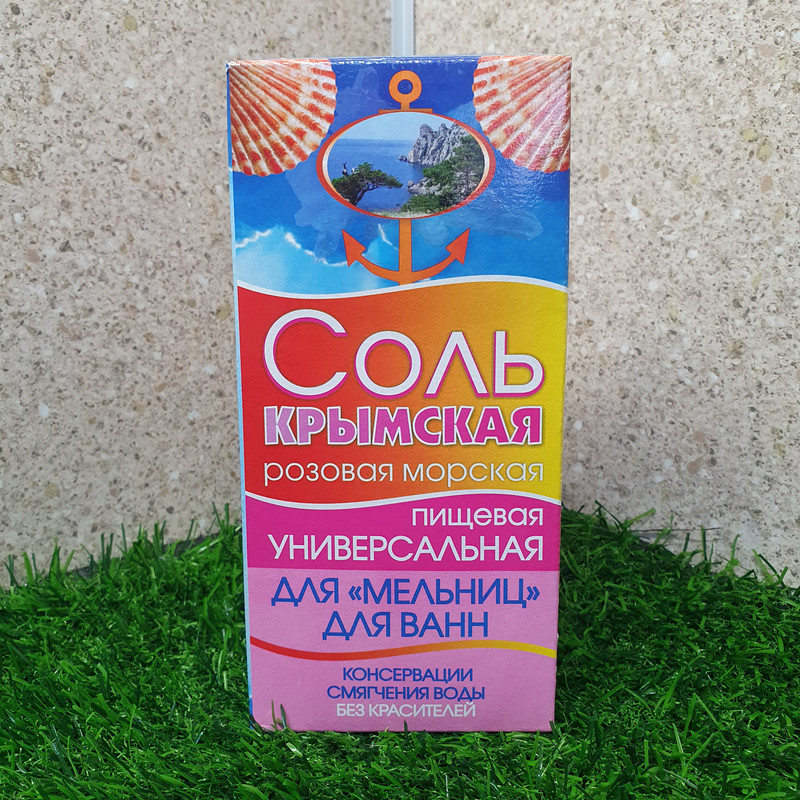 Соль
КРЫМСКАЯ
розовая морская
пищевая
УНИВЕРСАЛЬНАЯ
ДЛЯ «МЕЛЬНИЦ»
ДЛЯ ВАНН
КОНСЕРВАЦИИ
СМЯГЧЕНИЯ ВОДЫ
БЕЗ КРАСИТЕЛЕЙ